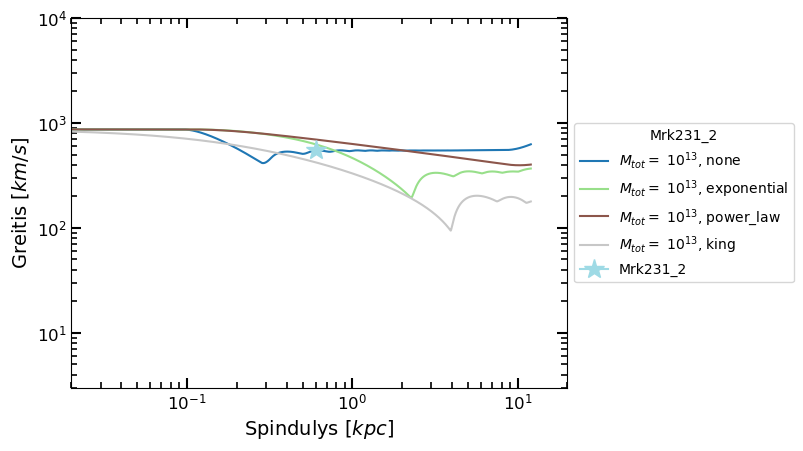 10^4
10^3
10^2
10^1
Greitis [km/s]
10^-1
10^0
10^1
Spindulys [kpc]
Mrk231_2
M_tot = 10^13, none
M_tot = 10^13, exponential
M_tot = 10^13, power_law
M_tot = 10^13, king
Mrk231_2